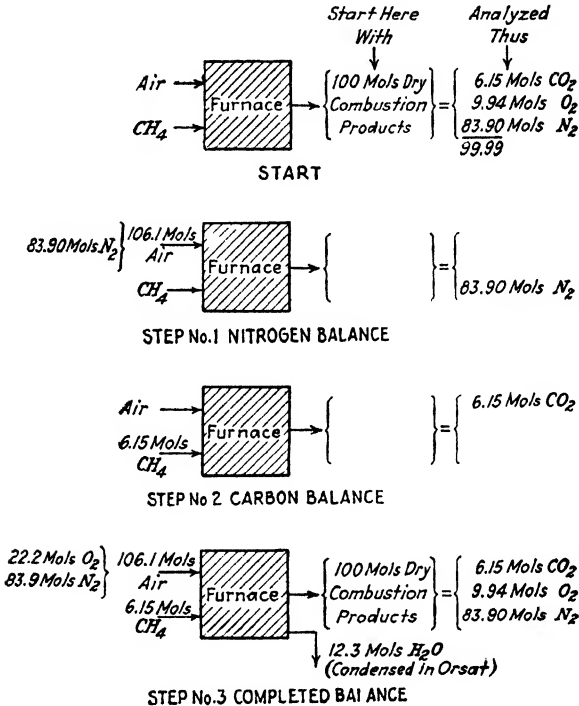 Start Here
With
Analyzed
Thus
Air
CH4
Furnace
100 Mols Dry
Combustion
Products
=
6.15 Mols CO2
9.94 Mols O2
83.90 Mols N2
99.99
START
83.90 Mols N2
106.1 Mols
Air
CH4
Furnace
=
83.90 Mols N2
STEP No.1 NITROGEN BALANCE
Air
6.15 Mols
CH4
Furnace
=
6.15 Mols CO2
STEP No 2 CARBON BALANCE
22.2 Mols O2
83.9 Mols N2
106.1 Mols
Air
6.15 Mols
CH4
Furnace
100 Mols Dry
Combustion
Products
=
6.15 Mols CO2
9.94 Mols O2
83.90 Mols N2
12.3 Mols H2O
(Condensed in Orsat)
STEP No.3 COMPLETED BALANCE